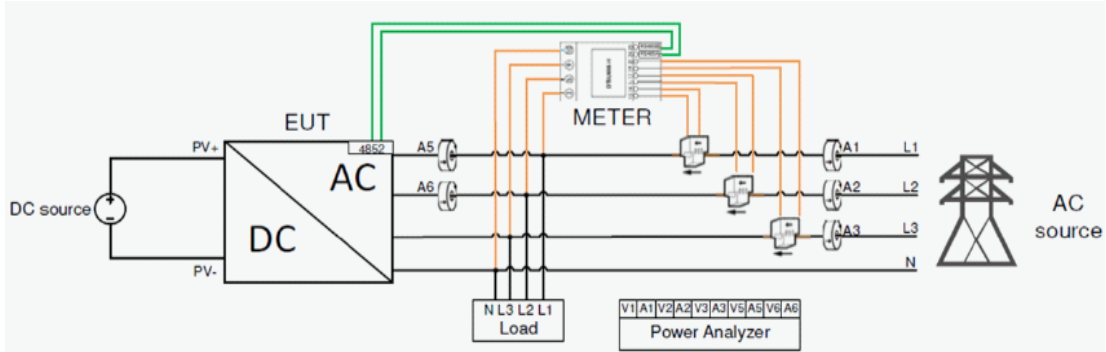 METER
EUT
4852
PV+
A5
A1
L1
AC
A6
A2
L2
DC source
AC
source
DC
A3
L3
PV-
N
N L3 L2 L1
Load
V1 A1 V2 A2 V3 A3 V5 A5 V6 A6
Power Analyzer